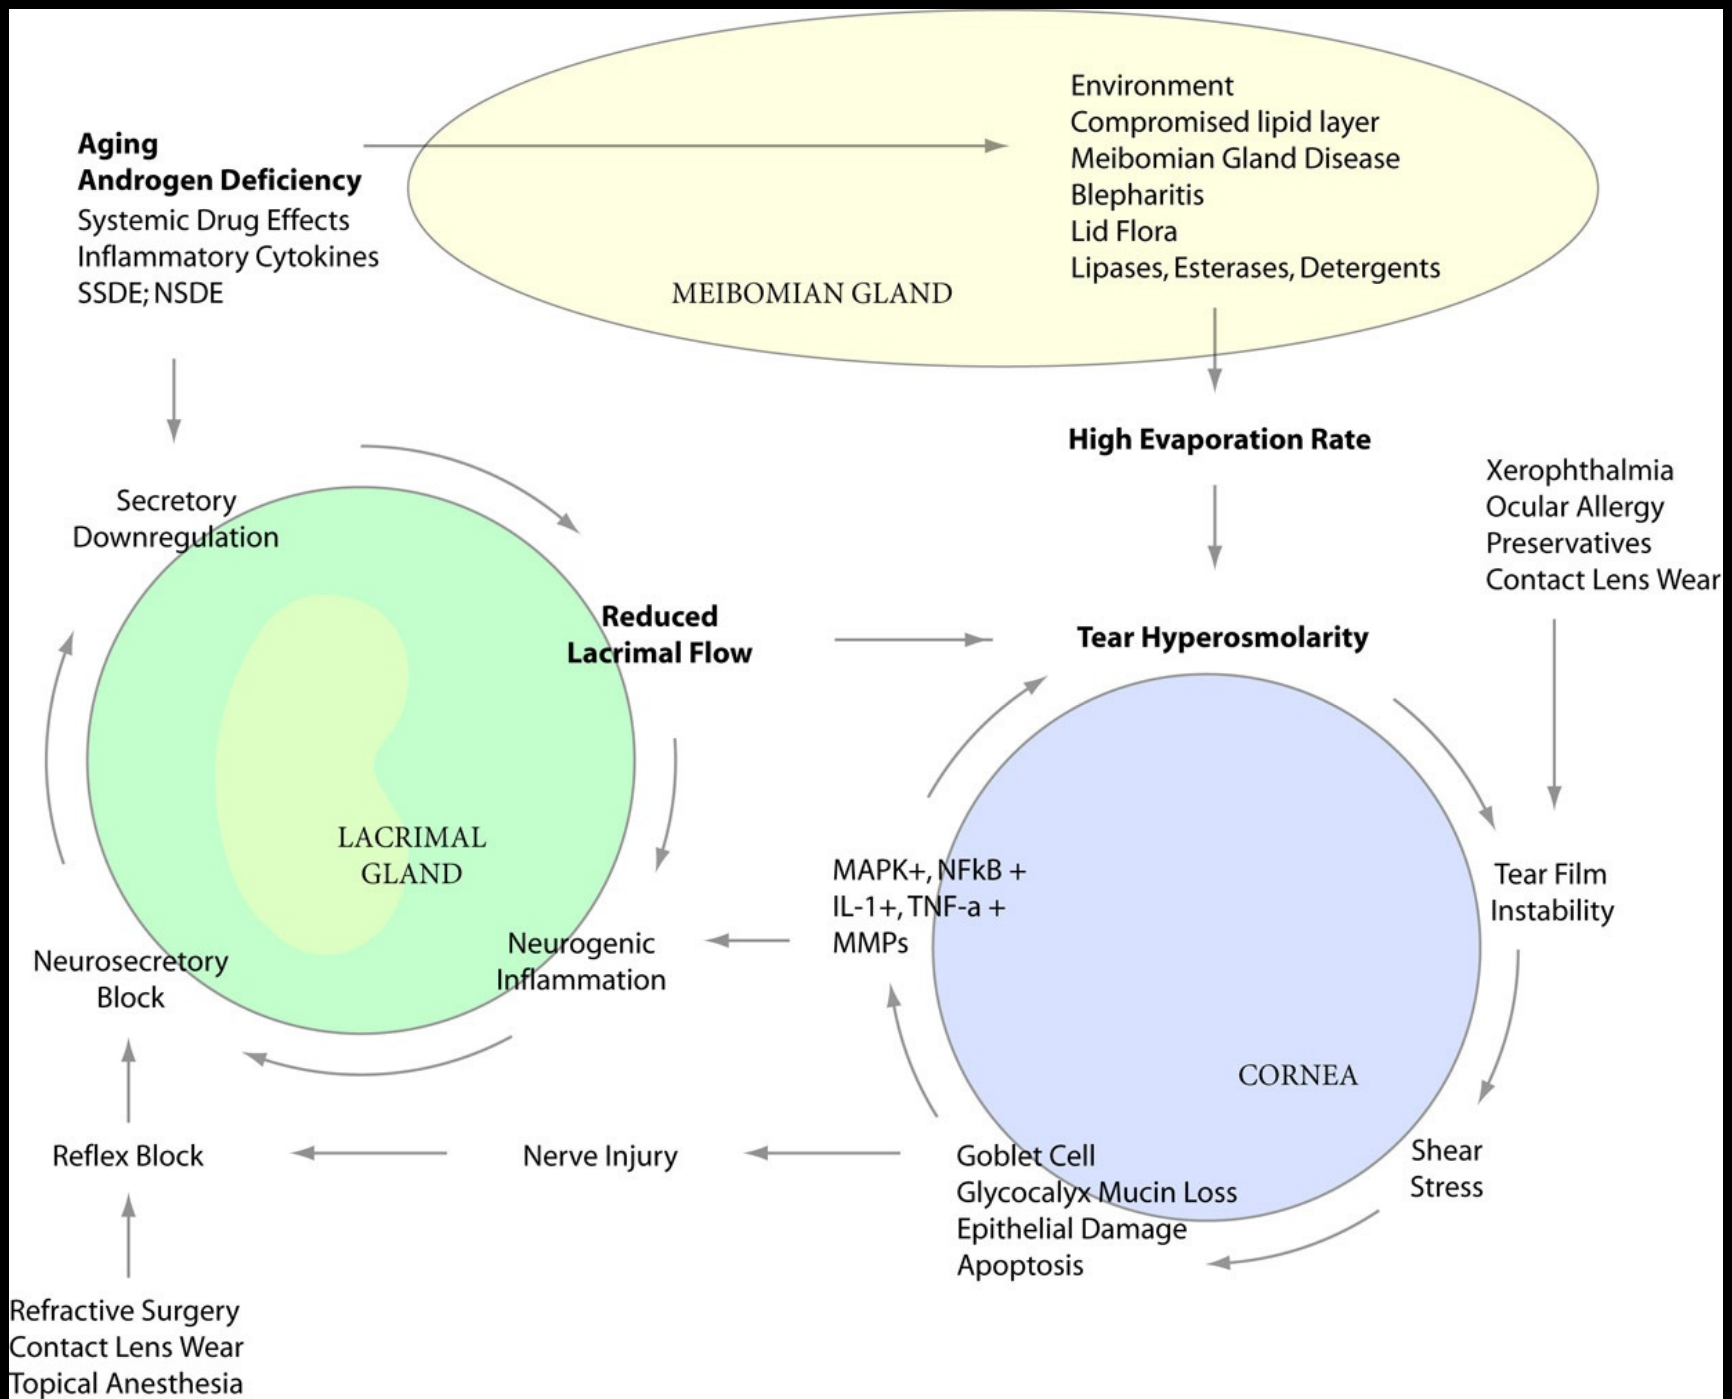 Environment
Compromised lipid layer
Meibomian Gland Disease
Blepharitis
Lid Flora
Lipases, Esterases, Detergents
MEIBOMIAN GLAND
Aging
Androgen Deficiency
Systemic Drug Effects
Inflammatory Cytokines
SSDE; NSDE
High Evaporation Rate
Xerophthalmia
Ocular Allergy
Preservatives
Contact Lens Wear
Secretory
Downregulation
Reduced
Lacrimal Flow
Tear Hyperosmolarity
LACRIMAL
GLAND
MAPK+, NFkB +
IL-1+, TNF-a +
MMPs
Tear Film
Instability
Neurogenic
Inflammation
Neurosecretory
Block
CORNEA
Reflex Block
Nerve Injury
Goblet Cell
Glycocalyx Mucin Loss
Epithelial Damage
Apoptosis
Shear
Stress
Refractive Surgery
Contact Lens Wear
Topical Anesthesia